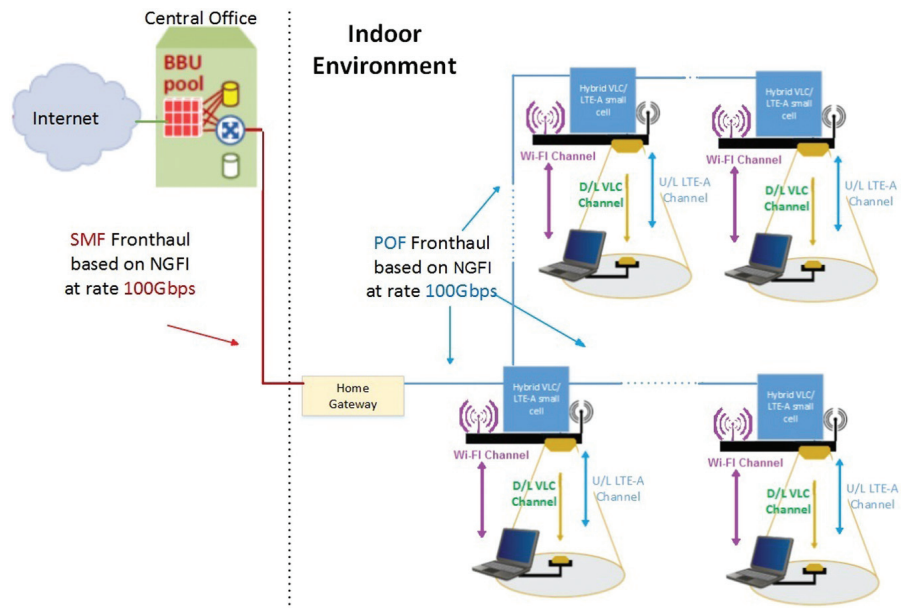 Central Office
BBU
pool
Internet
Indoor
Environment
SMF Fronthaul
based on NGFI
at rate 100Gbps
POF Fronthaul
based on NGFI
at rate 100Gbps
Hybrid VLC/
LTE-A small
cell
Wi-FI Channel
D/L VLC
Channel
U/L LTE-A
Channel
Hybrid VLC/
LTE-A small
cell
Wi-FI Channel
D/L VLC
Channel
U/L LTE-A
Channel
Home
Gateway
Hybrid VLC/
LTE-A small
cell
Wi-FI Channel
D/L VLC
Channel
U/L LTE-A
Channel
Hybrid VLC/
LTE-A small
cell
Wi-FI Channel
D/L VLC
Channel
U/L LTE-A
Channel